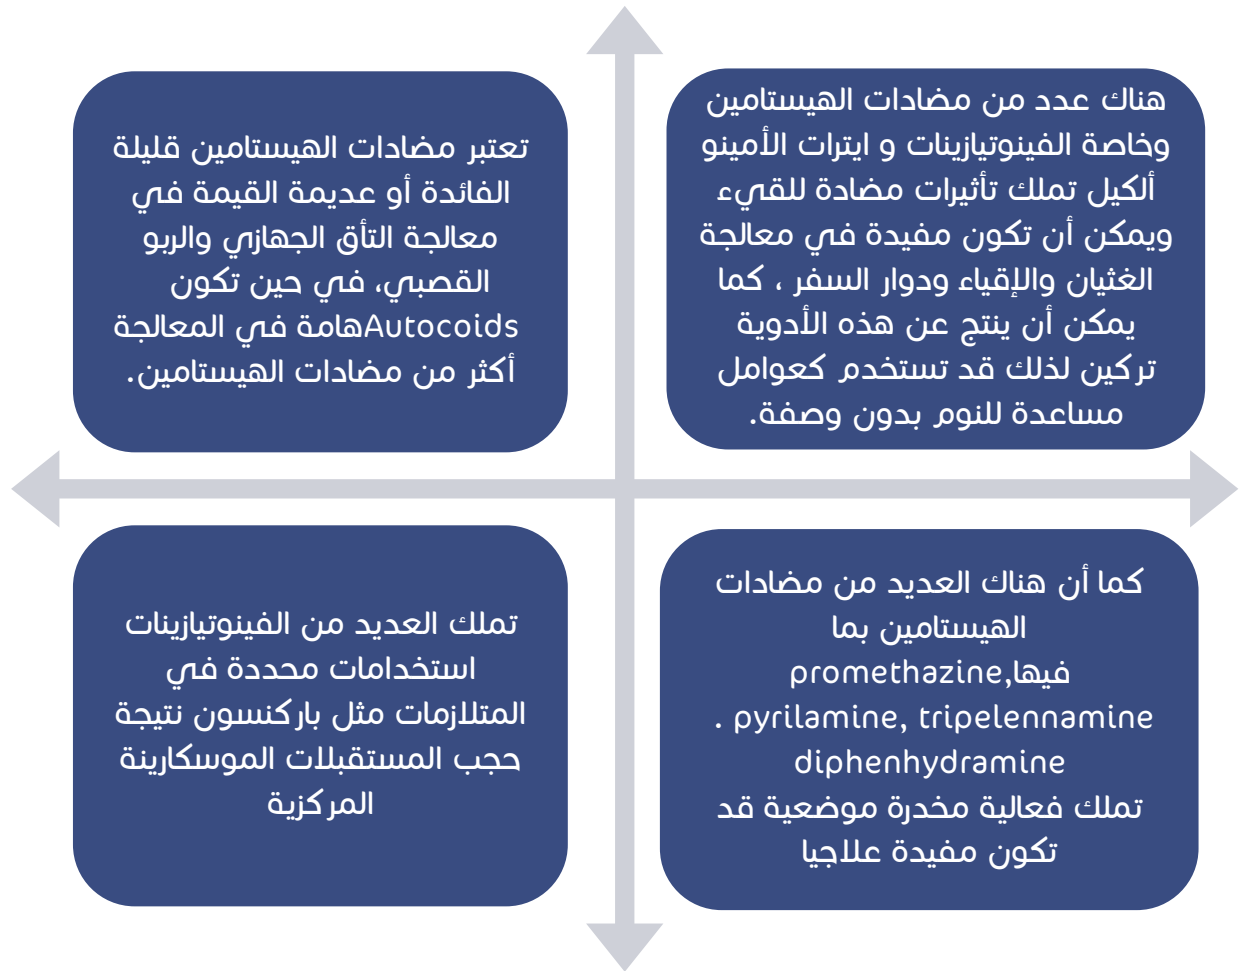 هناك عدد من مضادات الهيستامين
وخاصة الفينوتيازينات و ايترات الأمينو
ألكيل تملك تأثيرات مضادة للقيء
ويمكن أن تكون مفيدة في معالجة
الغثيان والإقياء ودوار السفر ، كما
يمكن أن ينتج عن هذه الأدوية
تركين لذلك قد تستخدم كعوامل
مساعدة للنوم بدون وصفة.
تعتبر مضادات الهيستامين قليلة
الفائدة أو عديمة القيمة في
معالجة التأق الجهازي والربو
القصبي، في حين تكون
Autocoidsهامة في المعالجة
أكثر من مضادات الهيستامين.
كما أن هناك العديد من مضادات
الهيستامين بما
فيها,promethazine
. pyrilamine, tripelennamine
diphenhydramine
تملك فعالية مخدرة موضعية قد
تكون مفيدة علاجيا
تملك العديد من الفينوتيازينات
استخدامات محددة في
المتلازمات مثل باركنسون نتيجة
حجب المستقبلات الموسكارينة
المركزية